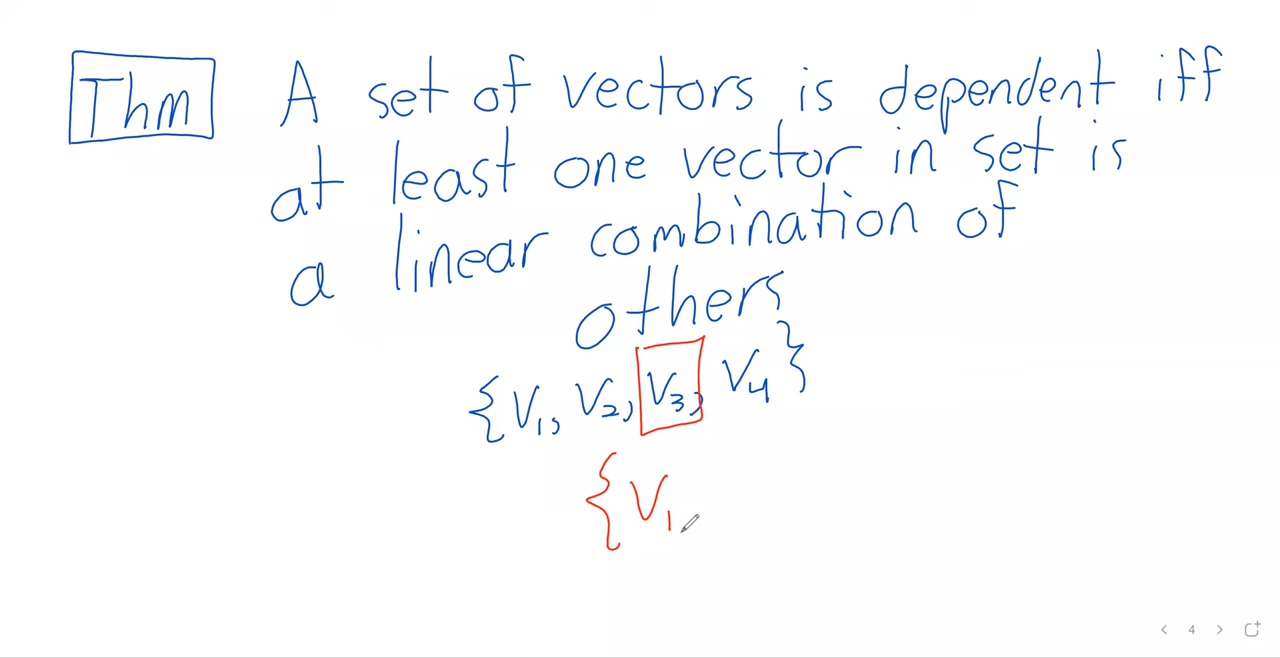 Thm A set of vectors is dependent iff
at least one vector in set is
a linear combination of
others
{V1, V2, V3, V4}
{V1
< 4 >